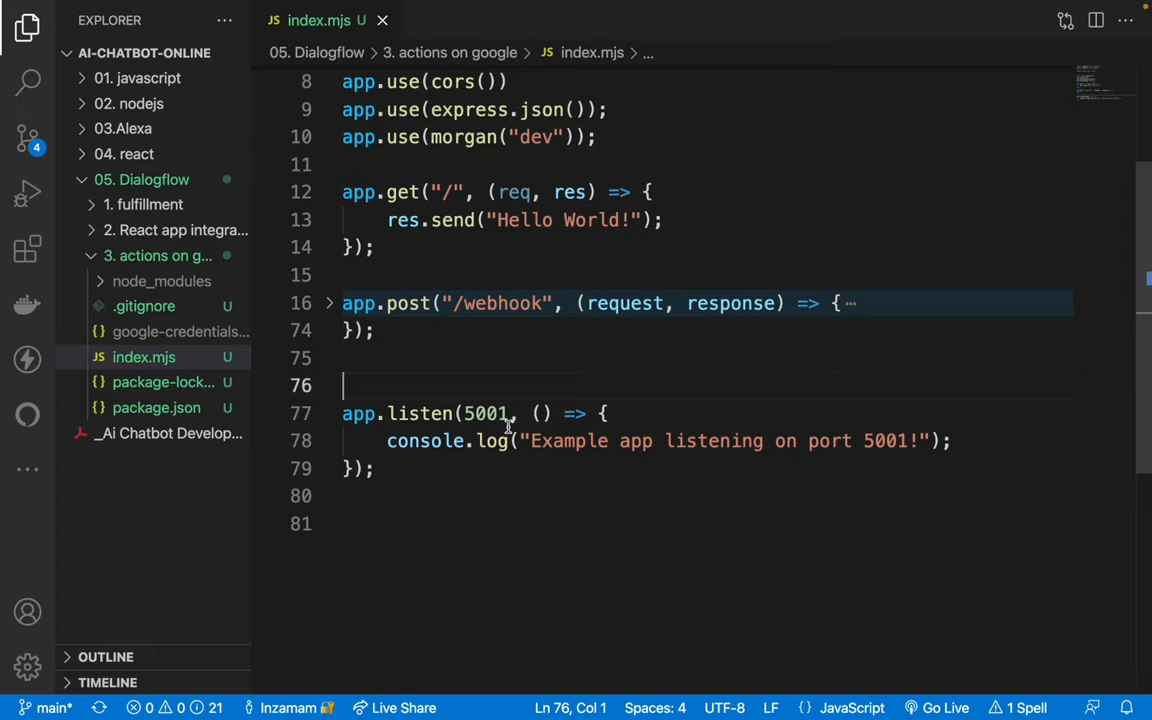 EXPLORER
index.mjs U
AI-CHATBOT-ONLINE
05. Dialogflow > 3. actions on google > JS index.mjs > ...
01. javascript
02. nodejs
03.Alexa
04. react
05. Dialogflow
1. fulfillment
2. React app integra...
3. actions on g...
node_modules
.gitignore U
{} google-credentials...
JS index.mjs U
{} package-lock... U
{} package.json U
_Ai Chatbot Develop...
OUTLINE
TIMELINE
4
8 app.use(cors())
9 app.use(express.json());
10 app.use(morgan("dev"));
11
12 app.get("/", (req, res) => {
13 res.send("Hello World!");
14 });
15
16 app.post("/webhook", (request, response) => {
74 });
75
76
77 app.listen(5001, () => {
78 console.log("Example app listening on port 5001!");
79 });
80
81
main* 0 0 21 Inzamam Live Share Ln 76, Col 1 Spaces: 4 UTF-8 LF {} JavaScript Go Live 1 Spell